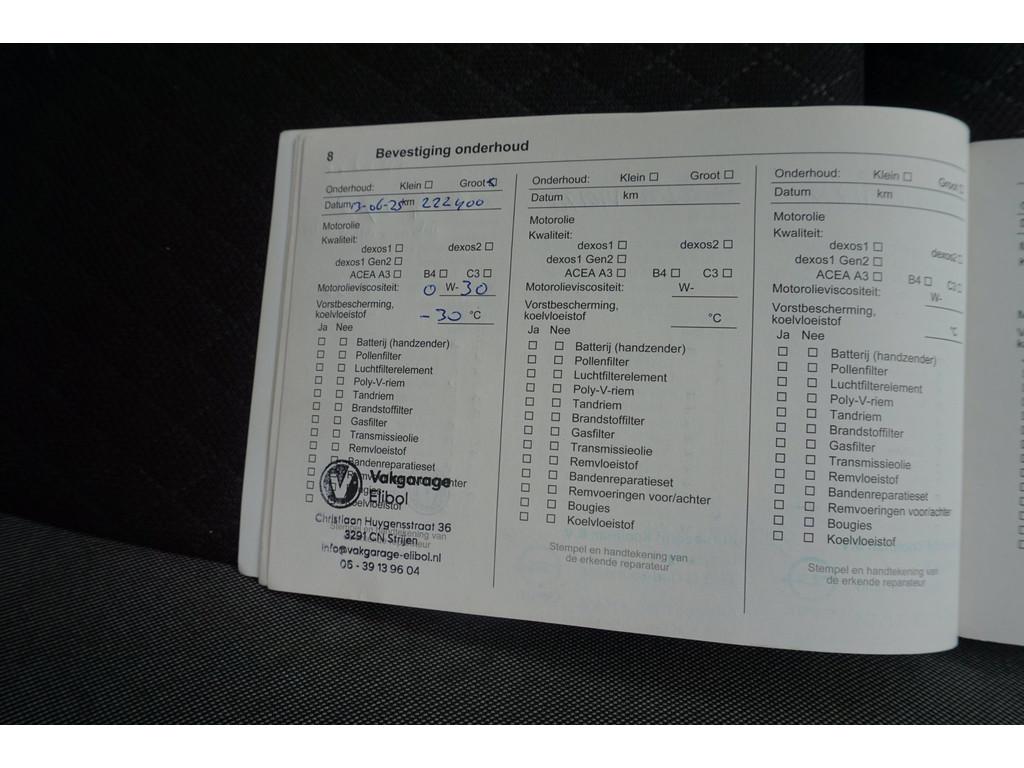 8 Bevestiging onderhoud
Onderhoud: Klein ☐ Groot ☒
Datum 3-06-25 km 222400
Motorolie
Kwaliteit:
dexos1 ☐ dexos2 ☐
dexos1 Gen2 ☐
ACEA A3 ☐ B4 ☐ C3 ☐
Motorolieviscositeit: 0 W- 30
Vorstbescherming,
koelvloeistof -30 °C
Ja Nee
☐ ☐ Batterij (handzender)
☐ ☐ Pollenfilter
☐ ☐ Luchtfilterelement
☐ ☐ Poly-V-riem
☐ ☐ Tandriem
☐ ☐ Brandstoffilter
☐ ☐ Gasfilter
☐ ☐ Transmissieolie
☐ ☐ Remvloeistof
☐ ☐ Bandenreparatieset
Vakgarage
Elibol
Christiaan Huygensstraat 36
3291 CN Strijen
info@vakgarage-elibol.nl
06 - 39 13 96 04
Onderhoud: Klein ☐ Groot ☐
Datum km
Motorolie
Kwaliteit:
dexos1 ☐ dexos2 ☐
dexos1 Gen2 ☐
ACEA A3 ☐ B4 ☐ C3 ☐
Motorolieviscositeit: W-
Vorstbescherming,
koelvloeistof °C
Ja Nee
☐ ☐ Batterij (handzender)
☐ ☐ Pollenfilter
☐ ☐ Luchtfilterelement
☐ ☐ Poly-V-riem
☐ ☐ Tandriem
☐ ☐ Brandstoffilter
☐ ☐ Gasfilter
☐ ☐ Transmissieolie
☐ ☐ Remvloeistof
☐ ☐ Bandenreparatieset
☐ ☐ Remvoeringen voor/achter
☐ ☐ Bougies
☐ ☐ Koelvloeistof
Stempel en handtekening van
de erkende reparateur
Onderhoud: Klein ☐ Groot ☐
Datum km
Motorolie
Kwaliteit:
dexos1 ☐ dexos2 ☐
dexos1 Gen2 ☐
ACEA A3 ☐ B4 ☐ C3 ☐
Motorolieviscositeit: W-
Vorstbescherming,
koelvloeistof °C
Ja Nee
☐ ☐ Batterij (handzender)
☐ ☐ Pollenfilter
☐ ☐ Luchtfilterelement
☐ ☐ Poly-V-riem
☐ ☐ Tandriem
☐ ☐ Brandstoffilter
☐ ☐ Gasfilter
☐ ☐ Transmissieolie
☐ ☐ Remvloeistof
☐ ☐ Bandenreparatieset
☐ ☐ Remvoeringen voor/achter
☐ ☐ Bougies
☐ ☐ Koelvloeistof
Stempel en handtekening van
de erkende reparateur